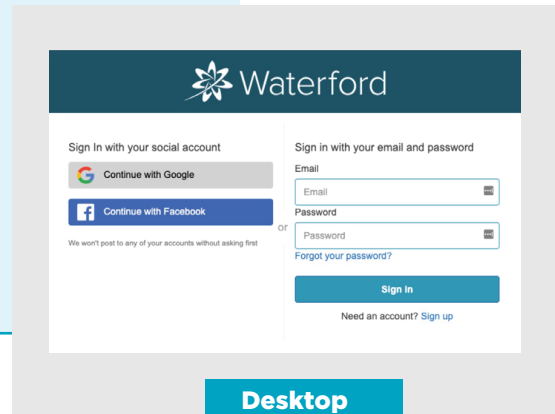 Waterford
Sign In with your social account
Continue with Google
Continue with Facebook
We won't post to any of your accounts without asking first
or
Sign in with your email and password
Email
Email
Password
Password
Forgot your password?
Sign in
Need an account? Sign up
Desktop